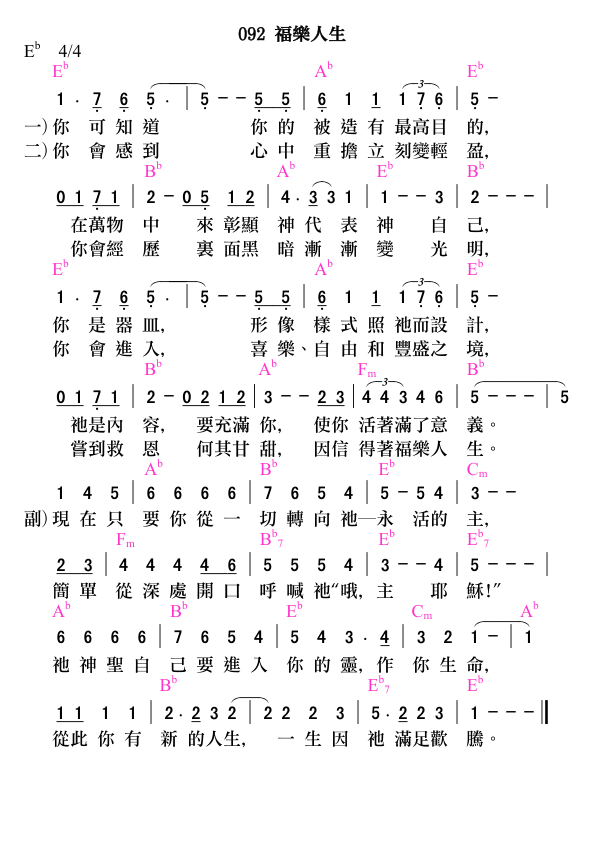 092 福樂人生
E♭ 4/4
E♭ A♭ E♭
1 · 7̣ 6̣ 5̣ · | 5̣ – – 5̣ 5̣ | 6̣ 1 1 1 7̣ 6̣ | 5̣ –
一)你 可 知 道 你 的 被 造 有 最高目 的,
二)你 會 感 到 心 中 重 擔 立 刻變輕 盈,
B♭ A♭ E♭ B♭
0 1 7̣ 1 | 2 – 0 5̣ 1 2 | 4 · 3 3 1 | 1 – – 3 | 2 – – – |
在萬物 中 來 彰顯 神 代 表 神 自 己,
你會經 歷 裏 面黑 暗 漸 漸 變 光 明,
E♭ A♭ E♭
1 · 7̣ 6̣ 5̣ · | 5̣ – – 5̣ 5̣ | 6̣ 1 1 1 7̣ 6̣ | 5̣ –
你 是 器 皿, 形 像 樣 式 照 祂而設 計,
你 會 進 入, 喜 樂、自 由 和 豐盛之 境,
B♭ A♭ Fm B♭
0 1 7̣ 1 | 2 – 0 2 1 2 | 3 – – 2 3 | 4 4 3 4 6 | 5 – – – | 5
祂是內 容, 要充滿 你, 使你 活著滿了意 義。
嘗到救 恩 何其甘 甜, 因信 得著福樂人 生。
A♭ B♭ E♭ Cm
1 4 5 | 6 6 6 6 | 7 6 5 4 | 5 – 5 4 | 3 – –
副)現 在 只 要 你 從 一 切 轉 向 祂─永 活 的 主,
Fm B♭7 E♭ E♭7
2 3 | 4 4 4 4 6 | 5 5 5 4 | 3 – – 4 | 5 – – – |
簡 單 從 深 處 開 口 呼 喊 祂“哦, 主 耶 穌!”
A♭ B♭ E♭ Cm A♭
6 6 6 6 | 7 6 5 4 | 5 4 3 · 4 | 3 2 1 – | 1
祂 神 聖 自 己 要 進 入 你 的 靈, 作 你 生 命,
B♭ E♭7 E♭
1 1 1 1 | 2 · 2 3 2 | 2 2 2 3 | 5 · 2 2 3 | 1 – – – ‖
從此 你 有 新 的人生, 一 生 因 祂 滿足歡 騰。